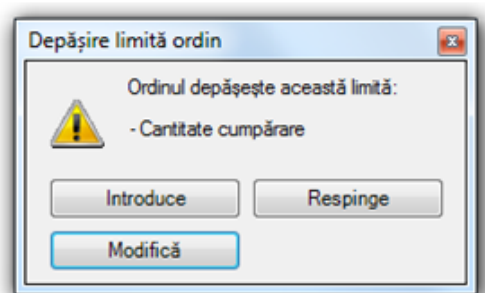 Depășire limită ordin
Ordinul depășește această limită:
- Cantitate cumpărare
Introduce
Respinge
Modifică